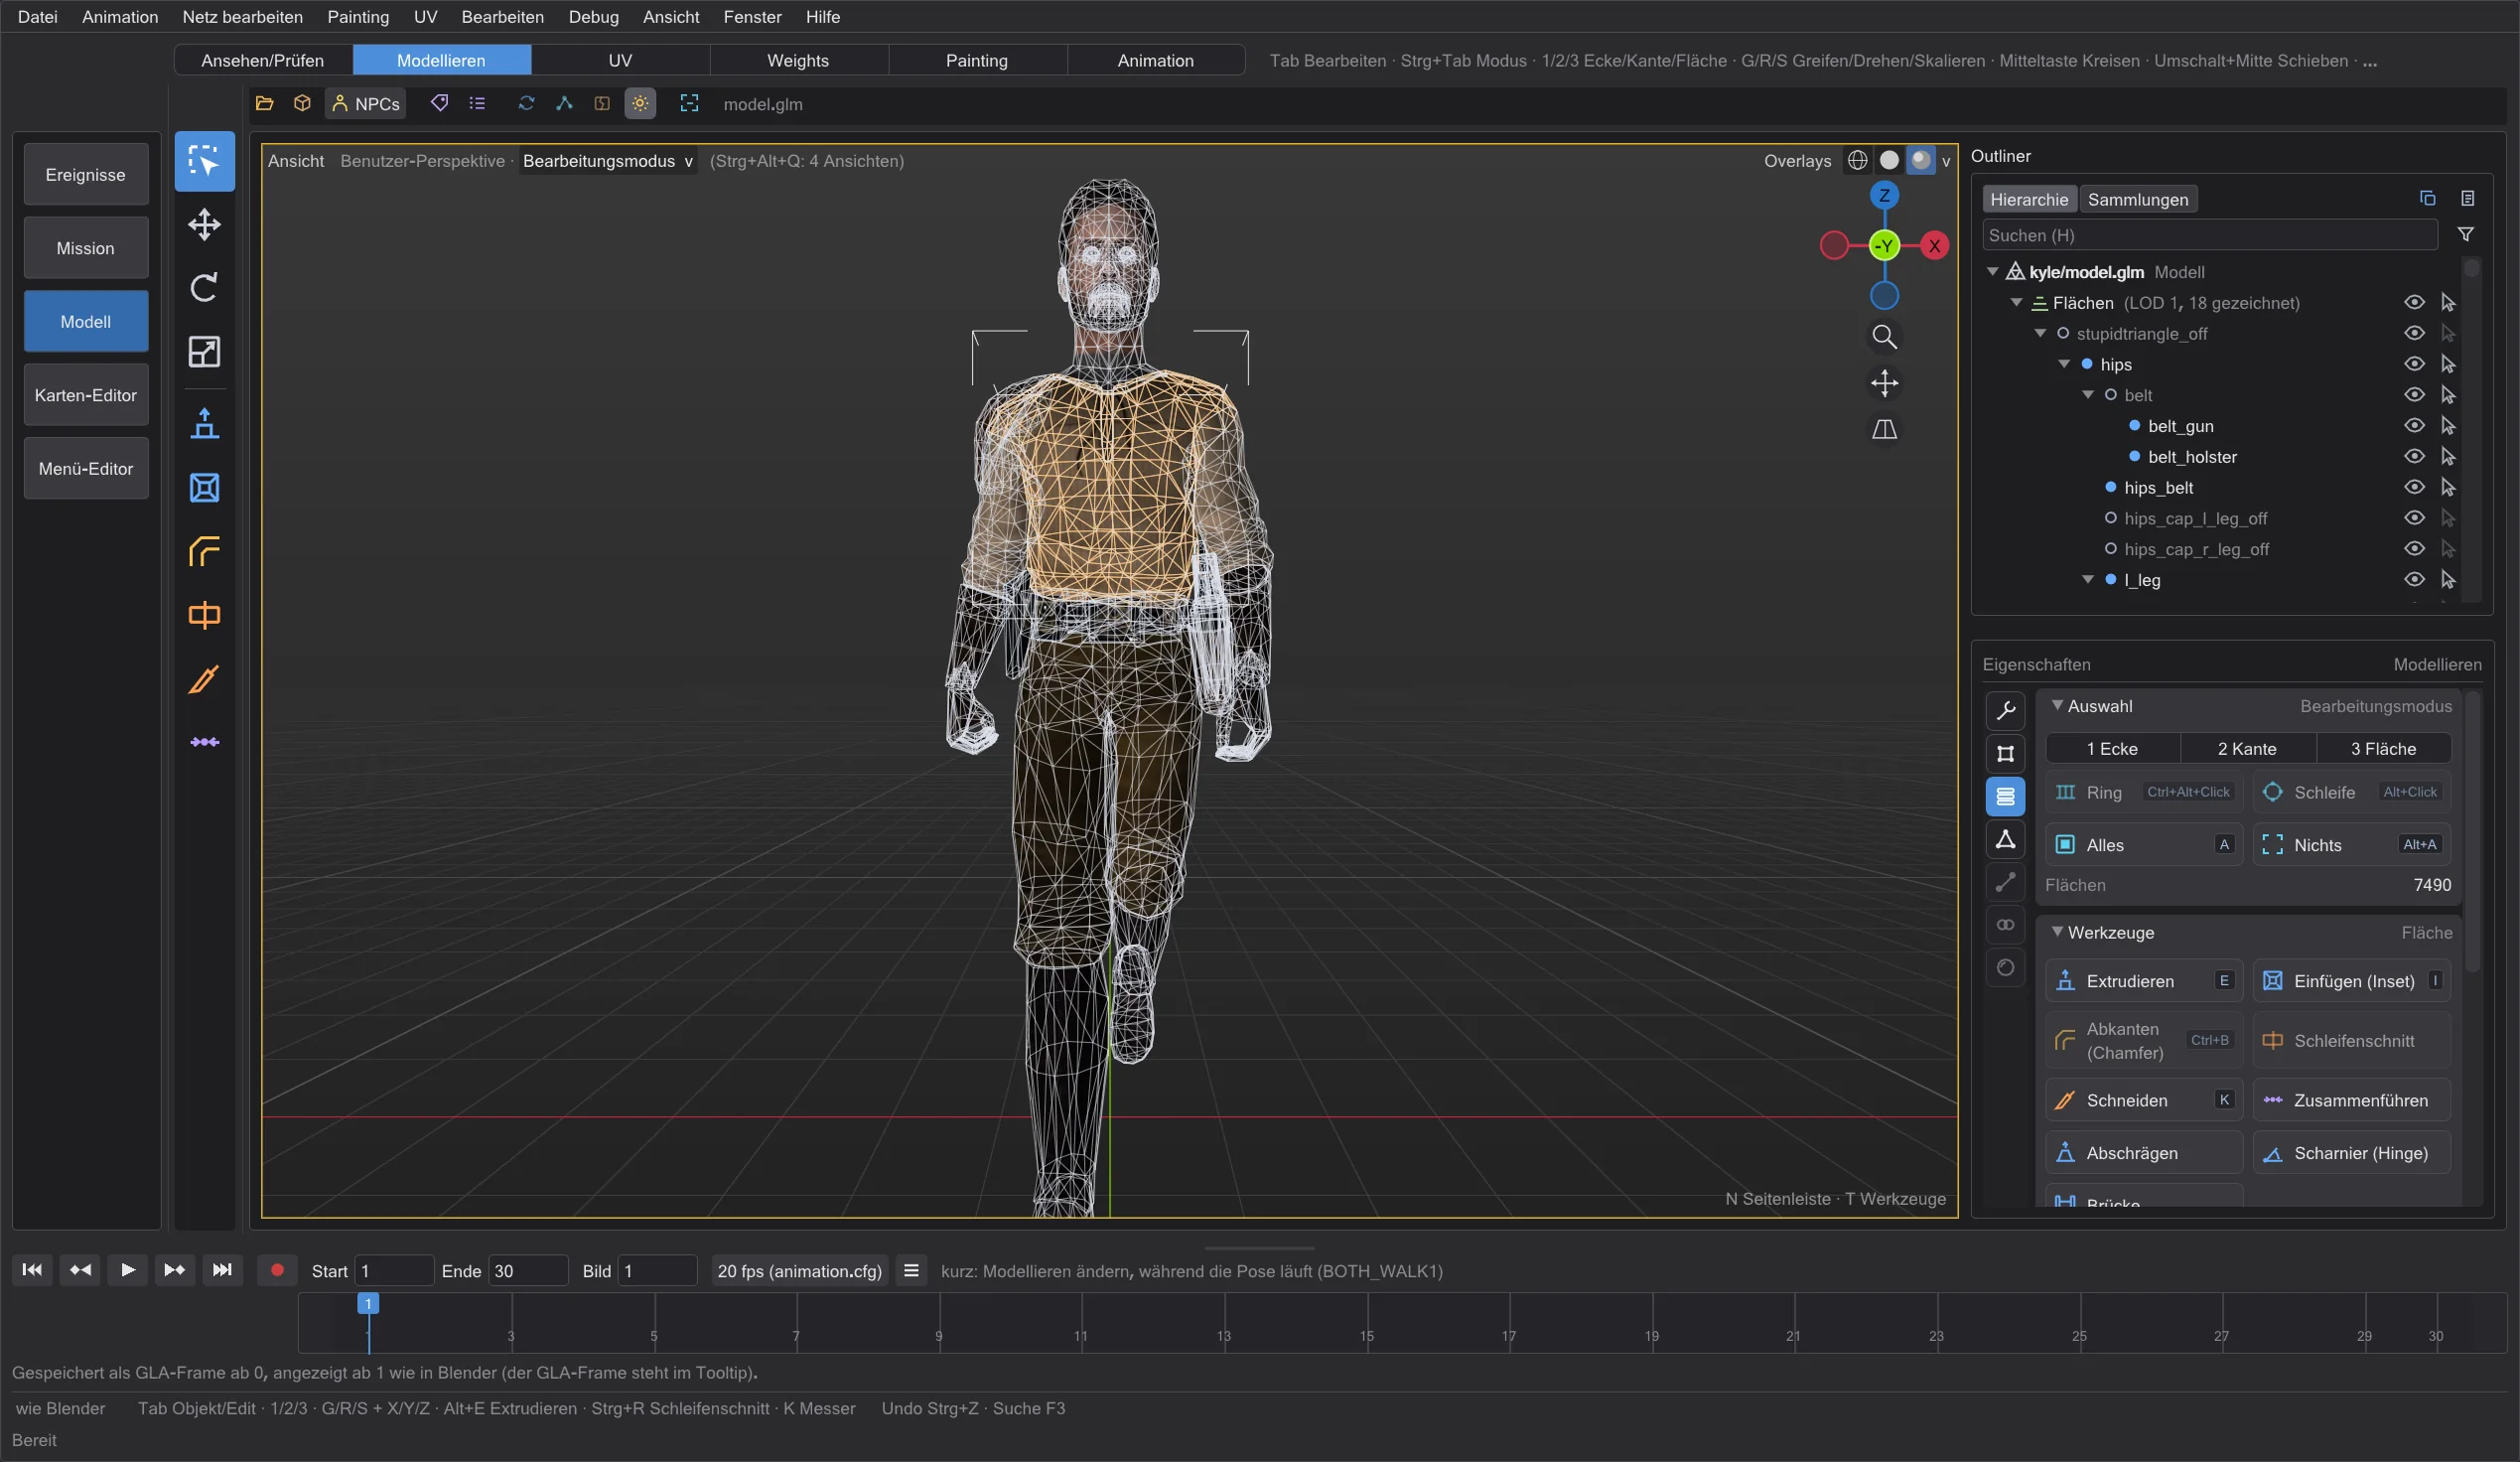 Datei Animation Netz bearbeiten Painting UV Bearbeiten Debug Ansicht Fenster Hilfe
Ansehen/Prüfen Modellieren UV Weights Painting Animation Tab Bearbeiten · Strg+Tab Modus · 1/2/3 Ecke/Kante/Fläche · G/R/S Greifen/Drehen/Skalieren · Mitteltaste Kreisen · Umschalt+Mitte Schieben · ...
NPCs model.glm
Ereignisse
Mission
Modell
Karten-Editor
Menü-Editor
Ansicht Benutzer-Perspektive · Bearbeitungsmodus v (Strg+Alt+Q: 4 Ansichten) Overlays v
Z
-Y X
N Seitenleiste · T Werkzeuge
Outliner
Hierarchie Sammlungen
Suchen (H)
kyle/model.glm Modell
Flächen (LOD 1, 18 gezeichnet)
stupidtriangle_off
hips
belt
belt_gun
belt_holster
hips_belt
hips_cap_l_leg_off
hips_cap_r_leg_off
l_leg
Eigenschaften Modellieren
Auswahl Bearbeitungsmodus
1 Ecke 2 Kante 3 Fläche
Ring Ctrl+Alt+Click Schleife Alt+Click
Alles A Nichts Alt+A
Flächen 7490
Werkzeuge Fläche
Extrudieren E Einfügen (Inset) I
Abkanten (Chamfer) Ctrl+B Schleifenschnitt
Schneiden K Zusammenführen
Abschrägen Scharnier (Hinge)
Brücke
Start 1 Ende 30 Bild 1 20 fps (animation.cfg) kurz: Modellieren ändern, während die Pose läuft (BOTH_WALK1)
1
1 3 5 7 9 11 13 15 17 19 21 23 25 27 29 30
Gespeichert als GLA-Frame ab 0, angezeigt ab 1 wie in Blender (der GLA-Frame steht im Tooltip).
wie Blender Tab Objekt/Edit · 1/2/3 · G/R/S + X/Y/Z · Alt+E Extrudieren · Strg+R Schleifenschnitt · K Messer Undo Strg+Z · Suche F3
Bereit